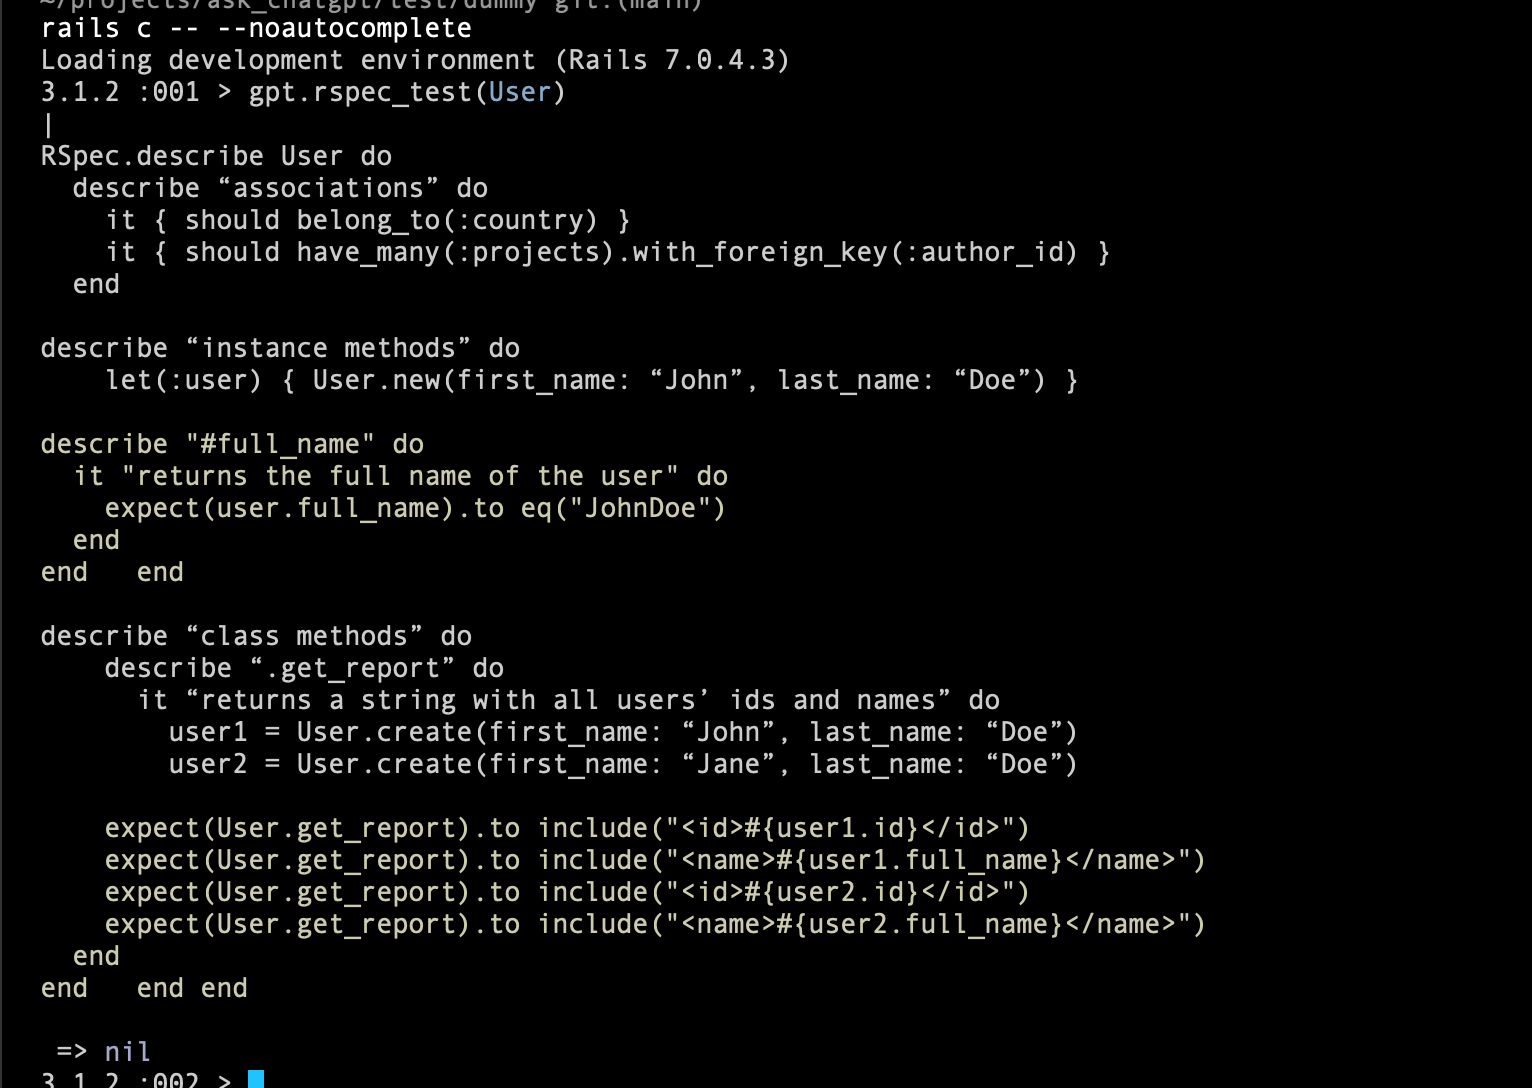 ~/projects/ask_chatgpt/test/dummy git:(main)
rails c -- --noautocomplete
Loading development environment (Rails 7.0.4.3)
3.1.2 :001 > gpt.rspec_test(User)
|
RSpec.describe User do
  describe “associations” do
    it { should belong_to(:country) }
    it { should have_many(:projects).with_foreign_key(:author_id) }
  end

describe “instance methods” do
    let(:user) { User.new(first_name: “John”, last_name: “Doe”) }

describe "#full_name" do
  it "returns the full name of the user" do
    expect(user.full_name).to eq("JohnDoe")
  end
end   end

describe “class methods” do
    describe “.get_report” do
      it “returns a string with all users’ ids and names” do
        user1 = User.create(first_name: “John”, last_name: “Doe”)
        user2 = User.create(first_name: “Jane”, last_name: “Doe”)

    expect(User.get_report).to include("<id>#{user1.id}</id>")
    expect(User.get_report).to include("<name>#{user1.full_name}</name>")
    expect(User.get_report).to include("<id>#{user2.id}</id>")
    expect(User.get_report).to include("<name>#{user2.full_name}</name>")
  end
end   end end

 => nil
3.1.2 :002 >